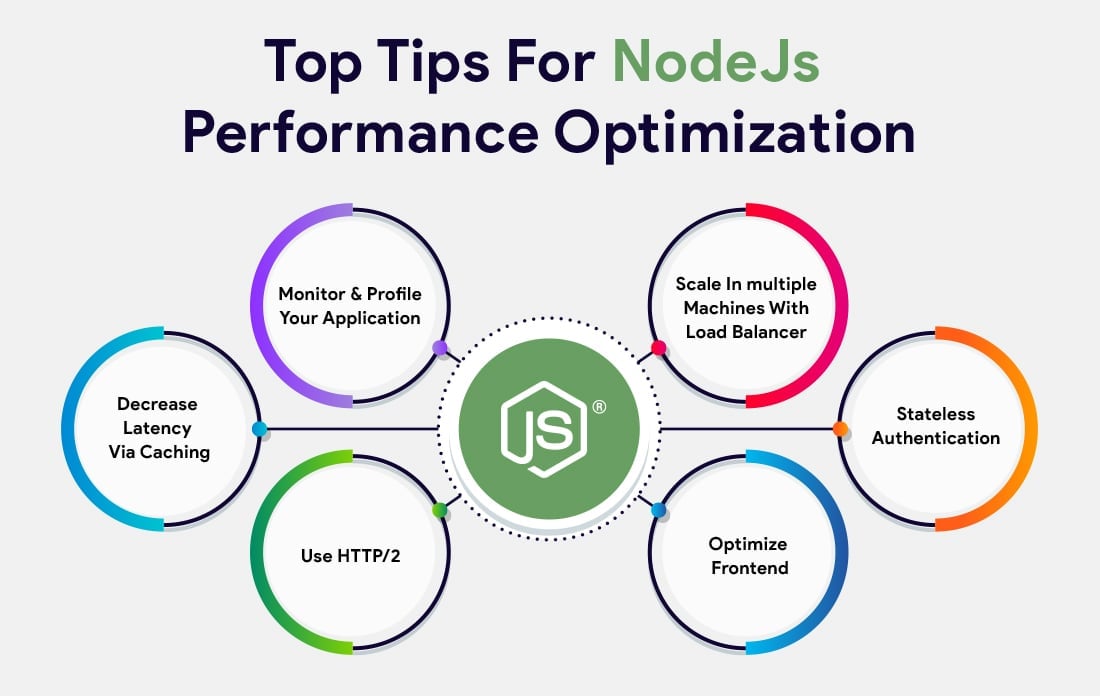 Top Tips For NodeJs
Performance Optimization
Monitor & Profile
Your Application
Scale In multiple
Machines With
Load Balancer
Decrease
Latency
Via Caching
JS®
Stateless
Authentication
Use HTTP/2
Optimize
Frontend